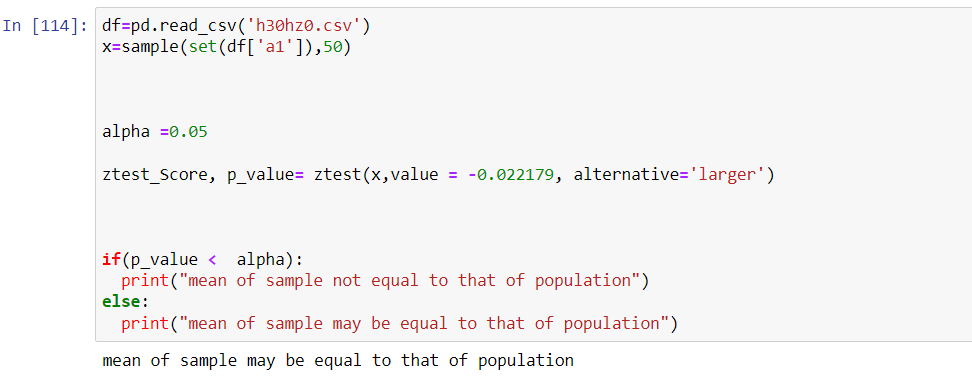 In [114]: df=pd.read_csv('h30hz0.csv')
x=sample(set(df['a1']),50)
alpha =0.05
ztest_Score, p_value= ztest(x,value = -0.022179, alternative='larger')
if(p_value <  alpha):
  print("mean of sample not equal to that of population")
else:
  print("mean of sample may be equal to that of population")
mean of sample may be equal to that of population